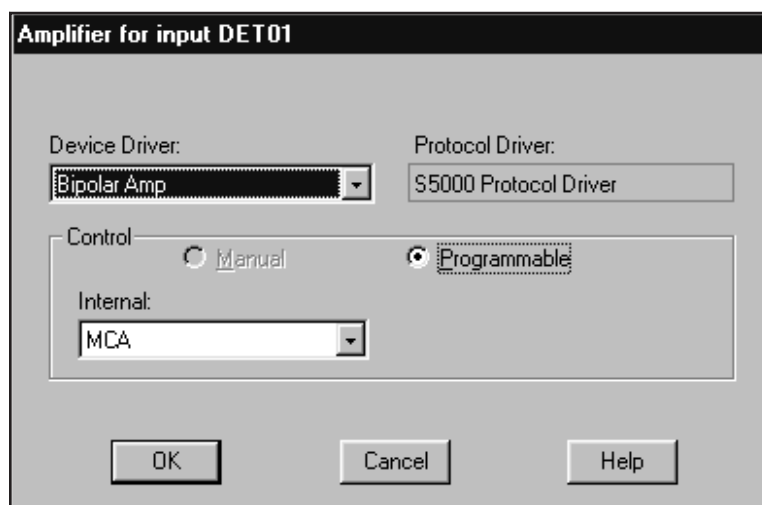 Amplifier for input DET01
Device Driver: Protocol Driver:
Bipolar Amp S5000 Protocol Driver
Control
Manual Programmable
Internal:
MCA
OK Cancel Help